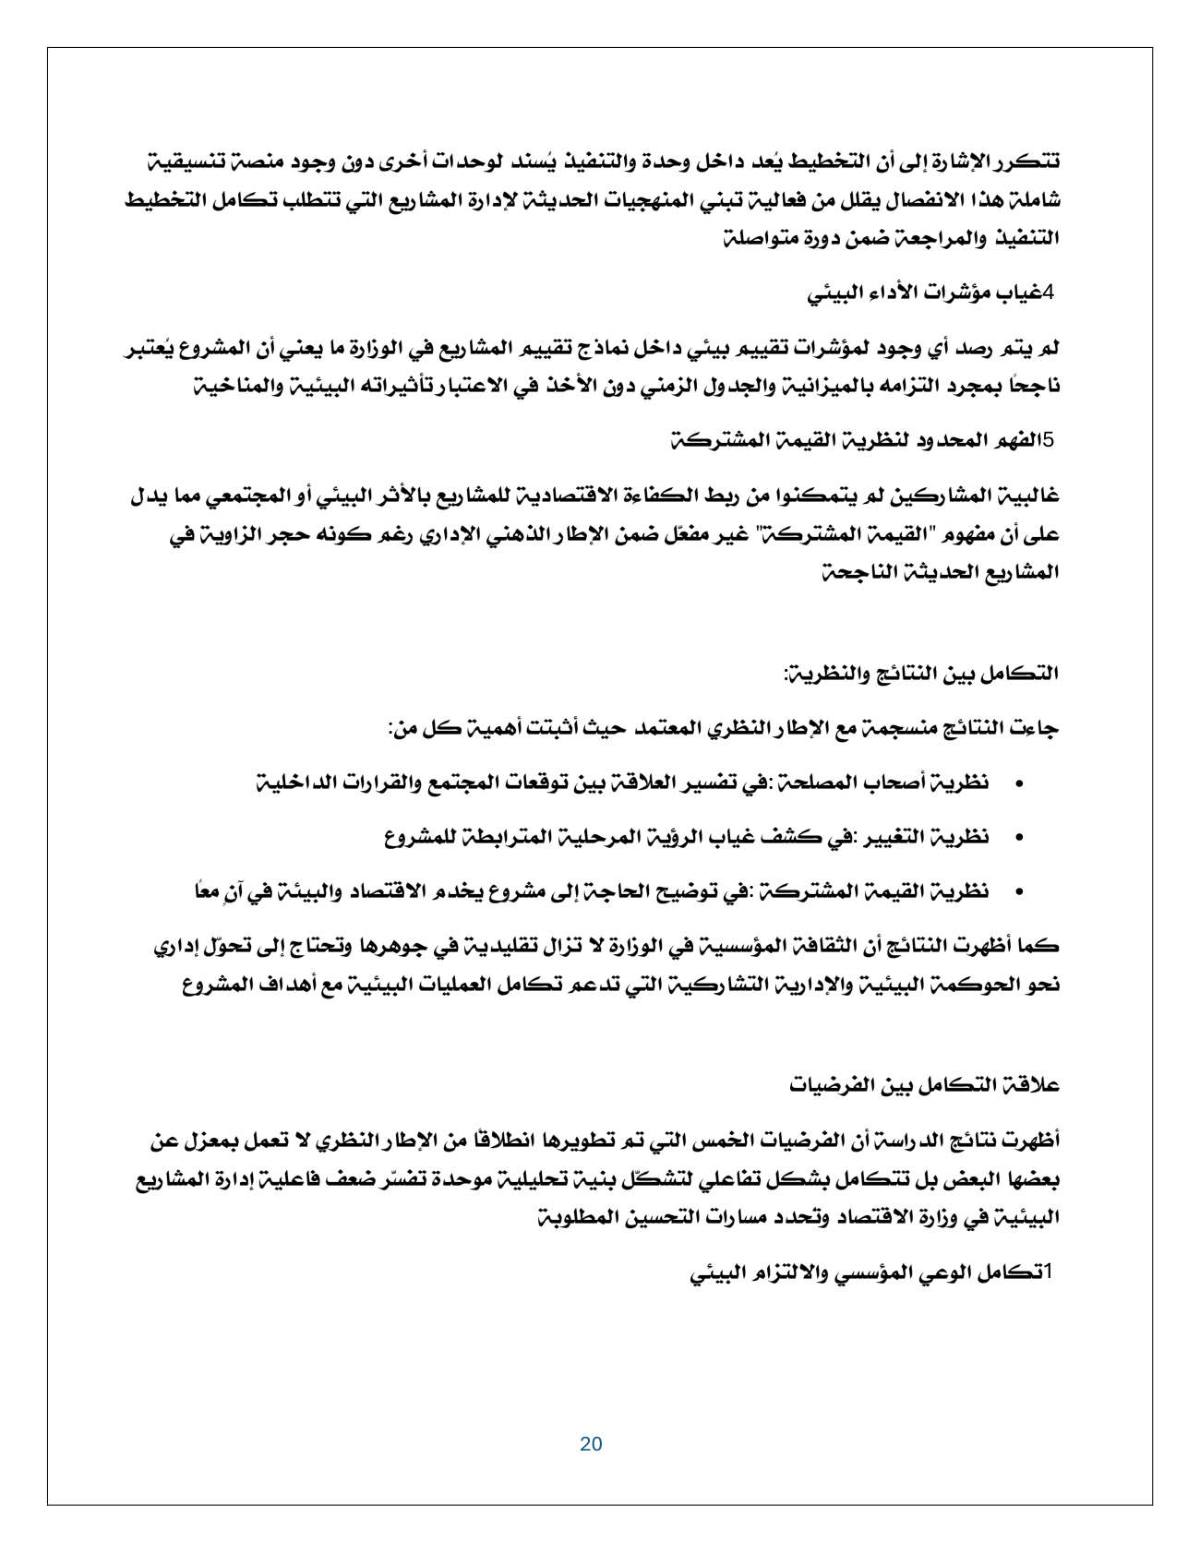 تتكرر الإشارة إلى أن التخطيط يُعد داخل وحدة والتنفيذ يُسند لوحدات أخرى دون وجود منصة تنسيقية
شاملة هذا الانفصال يقلل من فعالية تبني المنهجيات الحديثة لإدارة المشاريع التي تتطلب تكامل التخطيط
التنفيذ والمراجعة ضمن دورة متواصلة
4غياب مؤشرات الأداء البيئي
لم يتم رصد أي وجود لمؤشرات تقييم بيئي داخل نماذج تقييم المشاريع في الوزارة ما يعني أن المشروع يُعتبر
ناجحًا بمجرد التزامه بالميزانية والجدول الزمني دون الأخذ في الاعتبار تأثيراته البيئية والمناخية
5الفهم المحدود لنظرية القيمة المشتركة
غالبية المشاركين لم يتمكنوا من ربط الكفاءة الاقتصادية للمشاريع بالأثر البيئي أو المجتمعي مما يدل
على أن مفهوم "القيمة المشتركة" غير مفعّل ضمن الإطار الذهني الإداري رغم كونه حجر الزاوية في
المشاريع الحديثة الناجحة
التكامل بين النتائج والنظرية:
جاءت النتائج منسجمة مع الإطار النظري المعتمد حيث أثبتت أهمية كل من:
• نظرية أصحاب المصلحة :في تفسير العلاقة بين توقعات المجتمع والقرارات الداخلية
• نظرية التغيير :في كشف غياب الرؤية المرحلية المترابطة للمشروع
• نظرية القيمة المشتركة :في توضيح الحاجة إلى مشروع يخدم الاقتصاد والبيئة في آنٍ معًا
كما أظهرت النتائج أن الثقافة المؤسسية في الوزارة لا تزال تقليدية في جوهرها وتحتاج إلى تحوّل إداري
نحو الحوكمة البيئية والإدارية التشاركية التي تدعم تكامل العمليات البيئية مع أهداف المشروع
علاقة التكامل بين الفرضيات
أظهرت نتائج الدراسة أن الفرضيات الخمس التي تم تطويرها انطلاقًا من الإطار النظري لا تعمل بمعزل عن
بعضها البعض بل تتكامل بشكل تفاعلي لتشكّل بنية تحليلية موحدة تفسّر ضعف فاعلية إدارة المشاريع
البيئية في وزارة الاقتصاد وتحدد مسارات التحسين المطلوبة
1تكامل الوعي المؤسسي والالتزام البيئي
20